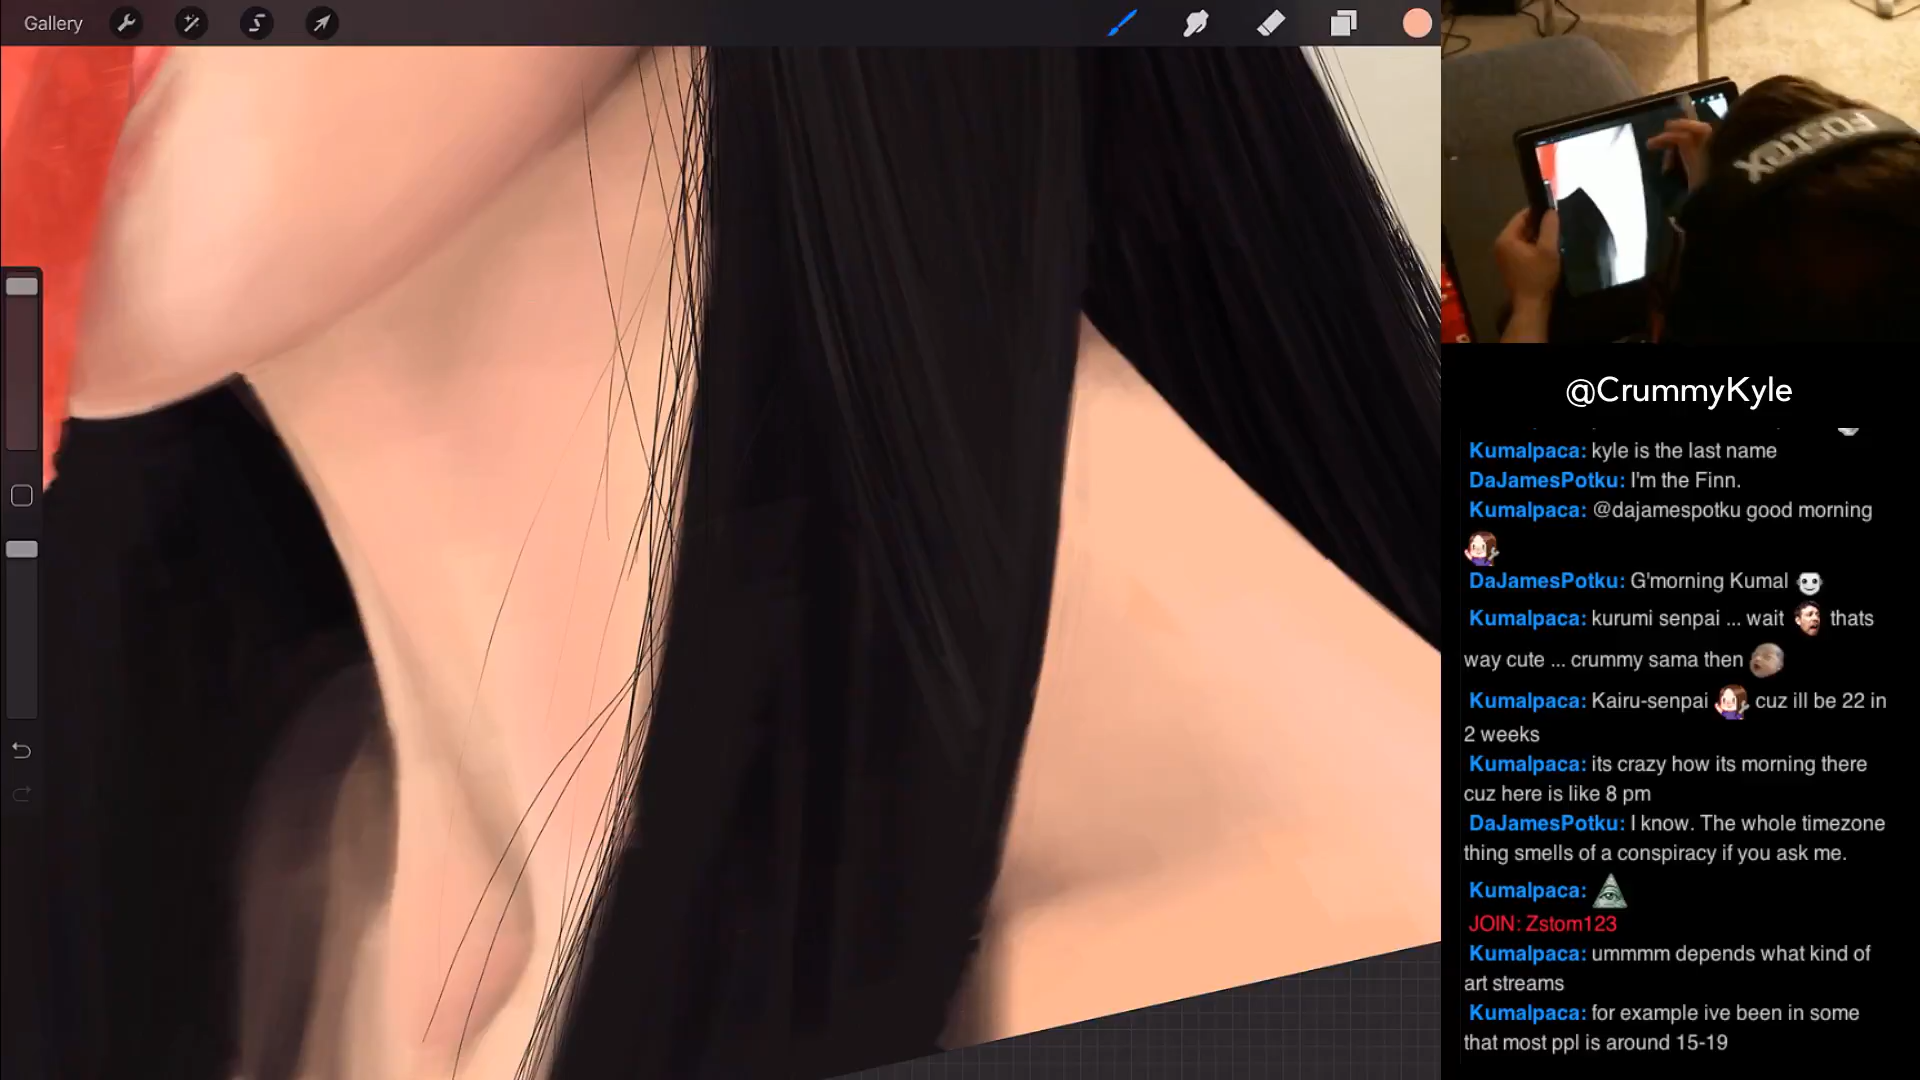 Gallery
FOSTEX
@CrummyKyle
Kumalpaca: kyle is the last name
DaJamesPotku: I'm the Finn.
Kumalpaca: @dajamespotku good morning
DaJamesPotku: G'morning Kumal
Kumalpaca: kurumi senpai ... wait thats
way cute ... crummy sama then
Kumalpaca: Kairu-senpai cuz ill be 22 in
2 weeks
Kumalpaca: its crazy how its morning there
cuz here is like 8 pm
DaJamesPotku: I know. The whole timezone
thing smells of a conspiracy if you ask me.
Kumalpaca:
JOIN: Zstom123
Kumalpaca: ummmm depends what kind of
art streams
Kumalpaca: for example ive been in some
that most ppl is around 15-19